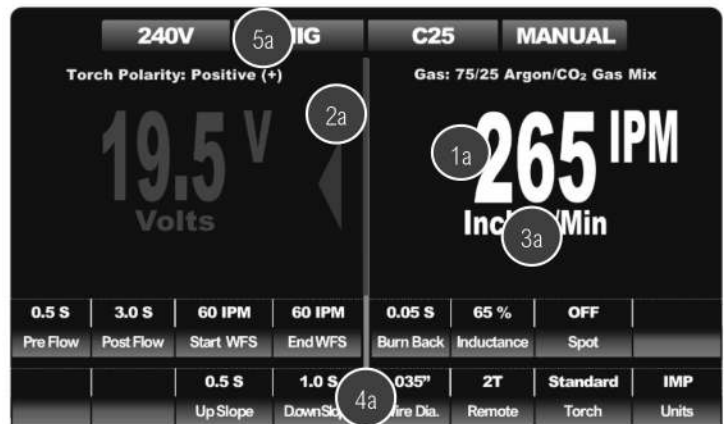 240V 5a IG C25 MANUAL
Torch Polarity: Positive (+) Gas: 75/25 Argon/CO₂ Gas Mix
2a
19.5 V 1a 265 IPM
Volts Inc 3a /Min
0.5 S 3.0 S 60 IPM 60 IPM 0.05 S 65 % OFF
Pre Flow Post Flow Start WFS End WFS Burn Back Inductance Spot
0.5 S 1.0 S 4a .035" 2T Standard IMP
Up Slope Down Slop ire Dia. Remote Torch Units